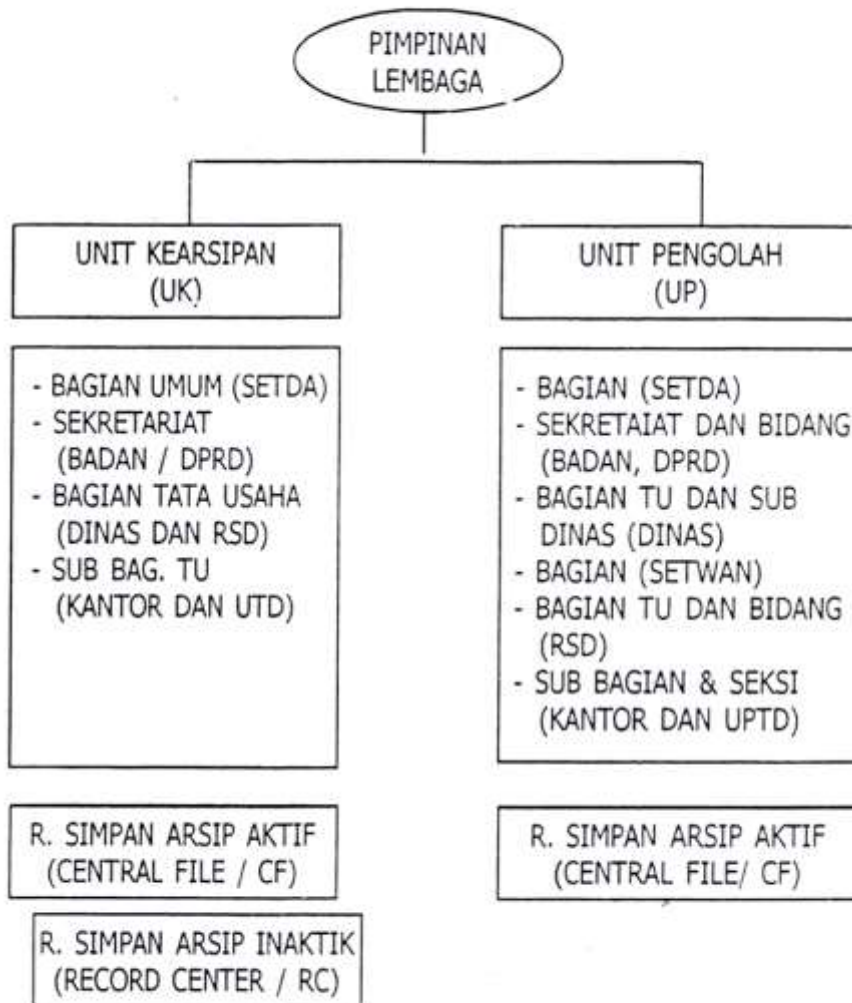 PIMPINAN
LEMBAGA
UNIT KEARSIPAN
(UK)
- BAGIAN UMUM (SETDA)
- SEKRETARIAT
(BADAN / DPRD)
- BAGIAN TATA USAHA
(DINAS DAN RSD)
- SUB BAG. TU
(KANTOR DAN UTD)
R. SIMPAN ARSIP AKTIF
(CENTRAL FILE / CF)
R. SIMPAN ARSIP INAKTIK
(RECORD CENTER / RC)
UNIT PENGOLAH
(UP)
- BAGIAN (SETDA)
- SEKRETAIAT DAN BIDANG
(BADAN, DPRD)
- BAGIAN TU DAN SUB
DINAS (DINAS)
- BAGIAN (SETWAN)
- BAGIAN TU DAN BIDANG
(RSD)
- SUB BAGIAN & SEKSI
(KANTOR DAN UPTD)
R. SIMPAN ARSIP AKTIF
(CENTRAL FILE/ CF)